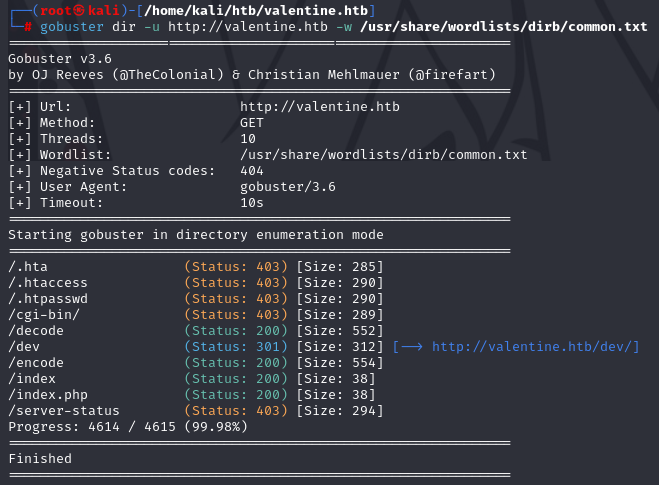 ┌──(root㉿kali)-[/home/kali/htb/valentine.htb]
└─# gobuster dir -u http://valentine.htb -w /usr/share/wordlists/dirb/common.txt
===============================================================
Gobuster v3.6
by OJ Reeves (@TheColonial) & Christian Mehlmauer (@firefart)
===============================================================
[+] Url:                     http://valentine.htb
[+] Method:                  GET
[+] Threads:                 10
[+] Wordlist:                /usr/share/wordlists/dirb/common.txt
[+] Negative Status codes:   404
[+] User Agent:              gobuster/3.6
[+] Timeout:                 10s
===============================================================
Starting gobuster in directory enumeration mode
===============================================================
/.hta                 (Status: 403) [Size: 285]
/.htaccess            (Status: 403) [Size: 290]
/.htpasswd            (Status: 403) [Size: 290]
/cgi-bin/             (Status: 403) [Size: 289]
/decode               (Status: 200) [Size: 552]
/dev                  (Status: 301) [Size: 312] [--> http://valentine.htb/dev/]
/encode               (Status: 200) [Size: 554]
/index                (Status: 200) [Size: 38]
/index.php            (Status: 200) [Size: 38]
/server-status        (Status: 403) [Size: 294]
Progress: 4614 / 4615 (99.98%)
===============================================================
Finished
===============================================================